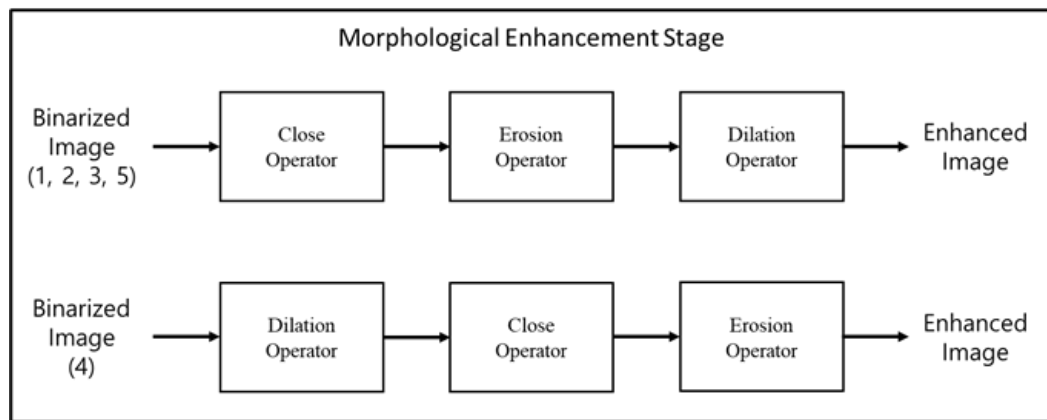 Morphological Enhancement Stage
Binarized
Image
(1, 2, 3, 5)
Close
Operator
Erosion
Operator
Dilation
Operator
Enhanced
Image
Binarized
Image
(4)
Dilation
Operator
Close
Operator
Erosion
Operator
Enhanced
Image